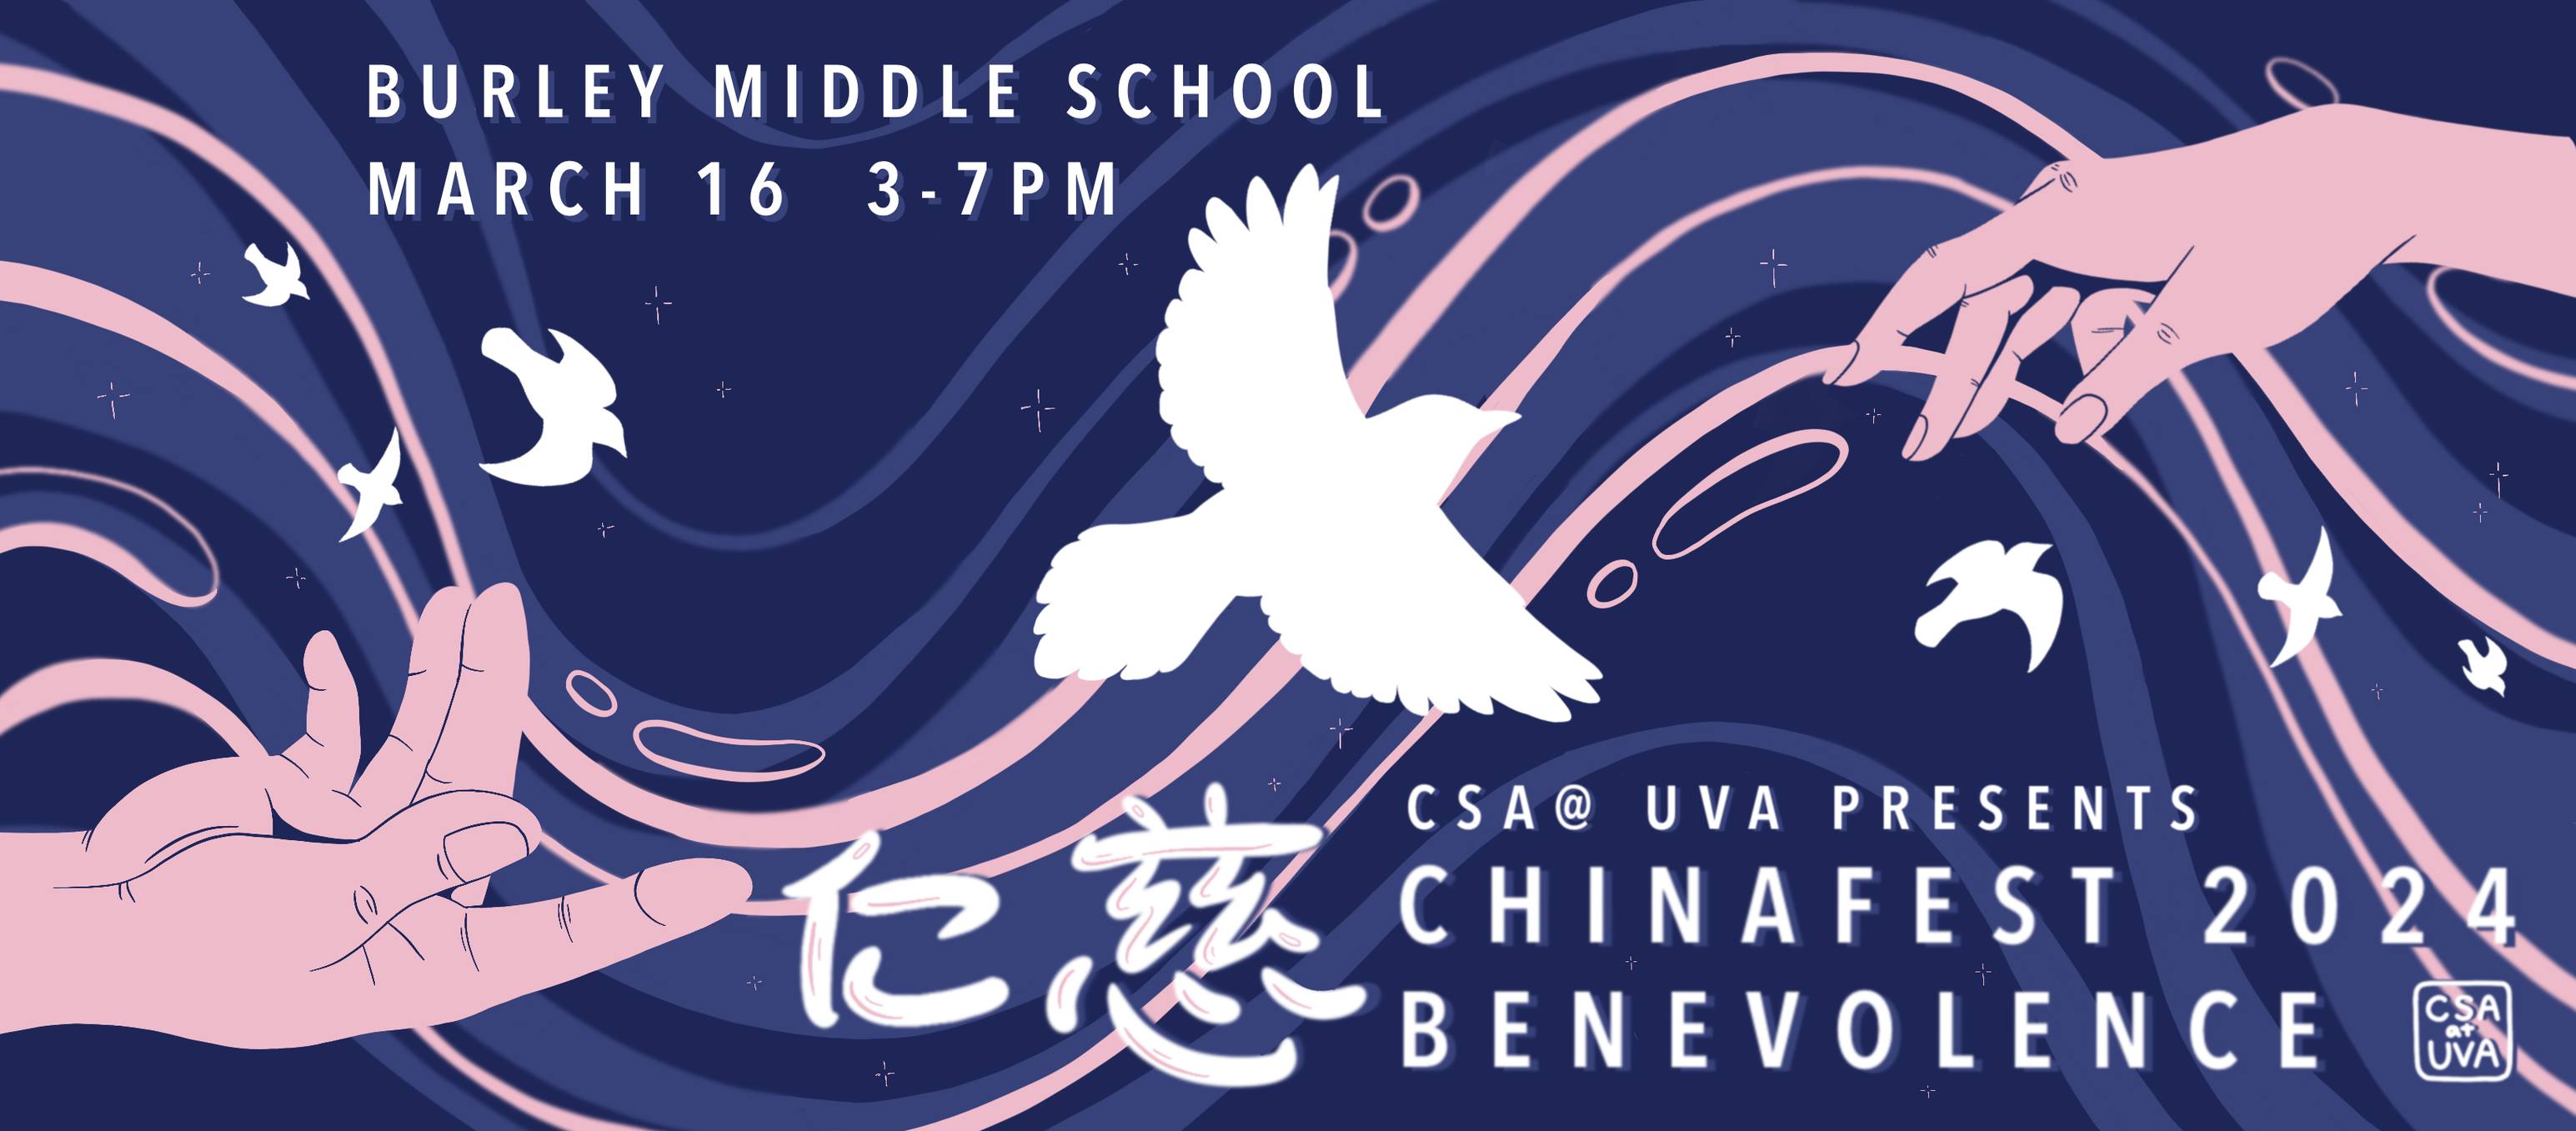 BURLEY MIDDLE SCHOOL
MARCH 16 3-7PM
仁慈
CSA@ UVA PRESENTS
CHINAFEST 2024
BENEVOLENCE
CSA
at
UVA